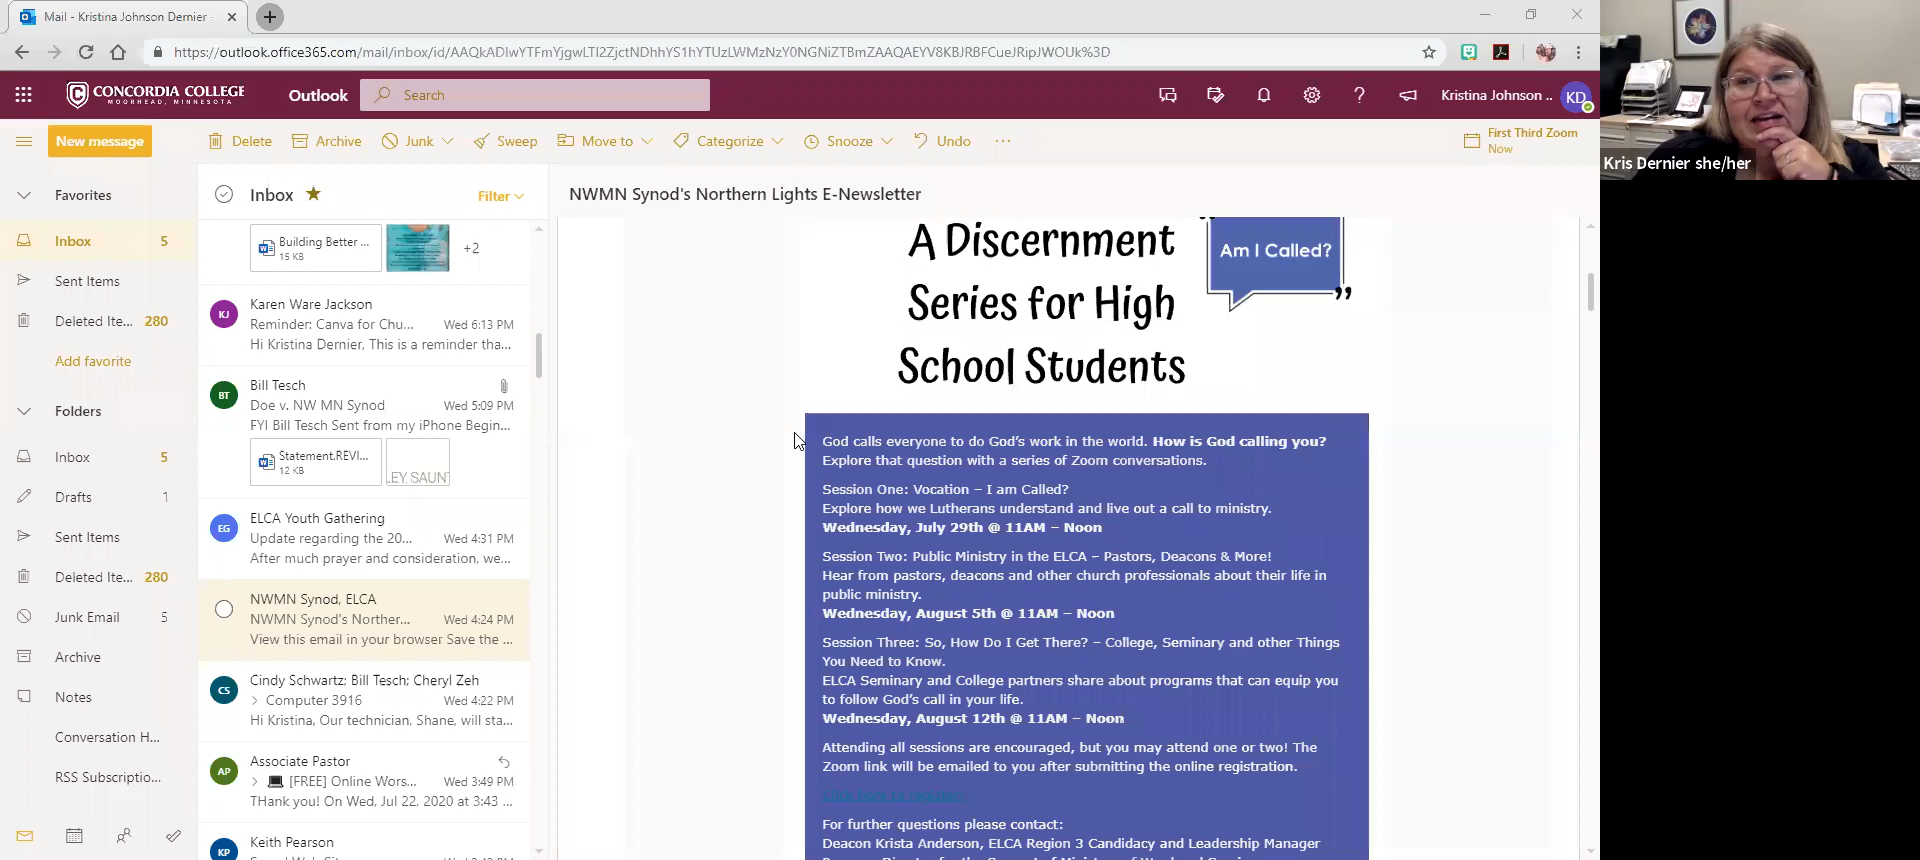 Mail - Kristina Johnson Dernier -
https://outlook.office365.com/mail/inbox/id/AAQkADIwYTFmYjgwLTI2ZjctNDhhYS1hYTUzLWMzNzY0NGNiZTBmZAAQAEYV8KBJRBFCueJRipJWOUk%3D
CONCORDIA COLLEGE
MOORHEAD, MINNESOTA
Outlook
Search
Kristina Johnson ..
KD
New message
Delete
Archive
Junk
Sweep
Move to
Categorize
Snooze
Undo
First Third Zoom
Now
Kris Dernier she/her
Favorites
Inbox 5
Sent Items
Deleted Ite... 280
Add favorite
Folders
Inbox 5
Drafts 1
Sent Items
Deleted Ite... 280
Junk Email 5
Archive
Notes
Conversation H...
RSS Subscriptio...
Inbox
Filter
Building Better ...
15 KB
+2
KJ
Karen Ware Jackson
Reminder: Canva for Chu... Wed 6:13 PM
Hi Kristina Dernier, This is a reminder tha...
BT
Bill Tesch
Doe v. NW MN Synod Wed 5:09 PM
FYI Bill Tesch Sent from my iPhone Begin...
Statement.REVI...
12 KB
LEY, SAUN
EG
ELCA Youth Gathering
Update regarding the 20... Wed 4:31 PM
After much prayer and consideration, we...
NWMN Synod, ELCA
NWMN Synod's Norther... Wed 4:24 PM
View this email in your browser Save the ...
CS
Cindy Schwartz; Bill Tesch; Cheryl Zeh
Computer 3916 Wed 4:22 PM
Hi Kristina, Our technician, Shane, will sta...
AP
Associate Pastor
[FREE] Online Wors... Wed 3:49 PM
THank you! On Wed, Jul 22, 2020 at 3:43 ...
KP
Keith Pearson
NWMN Synod's Northern Lights E-Newsletter
A Discernment
Series for High
School Students
Am I Called?
God calls everyone to do God's work in the world. How is God calling you?
Explore that question with a series of Zoom conversations.
Session One: Vocation – I am Called?
Explore how we Lutherans understand and live out a call to ministry.
Wednesday, July 29th @ 11AM – Noon
Session Two: Public Ministry in the ELCA – Pastors, Deacons & More!
Hear from pastors, deacons and other church professionals about their life in
public ministry.
Wednesday, August 5th @ 11AM – Noon
Session Three: So, How Do I Get There? – College, Seminary and other Things
You Need to Know.
ELCA Seminary and College partners share about programs that can equip you
to follow God's call in your life.
Wednesday, August 12th @ 11AM – Noon
Attending all sessions are encouraged, but you may attend one or two! The
Zoom link will be emailed to you after submitting the online registration.
Click here to register!
For further questions please contact:
Deacon Krista Anderson, ELCA Region 3 Candidacy and Leadership Manager